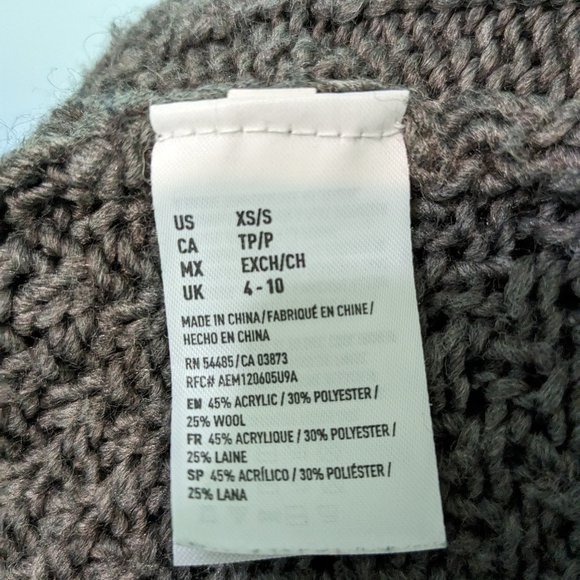 US XS/S
CA TP/P
MX EXCH/CH
UK 4 - 10
MADE IN CHINA/FABRIQUÉ EN CHINE/
HECHO EN CHINA
RN 54485/CA 03873
RFC# AEM120605U9A
EN 45% ACRYLIC / 30% POLYESTER /
25% WOOL
FR 45% ACRYLIQUE / 30% POLYESTER /
25% LAINE
SP 45% ACRÍLICO / 30% POLIÉSTER /
25% LANA